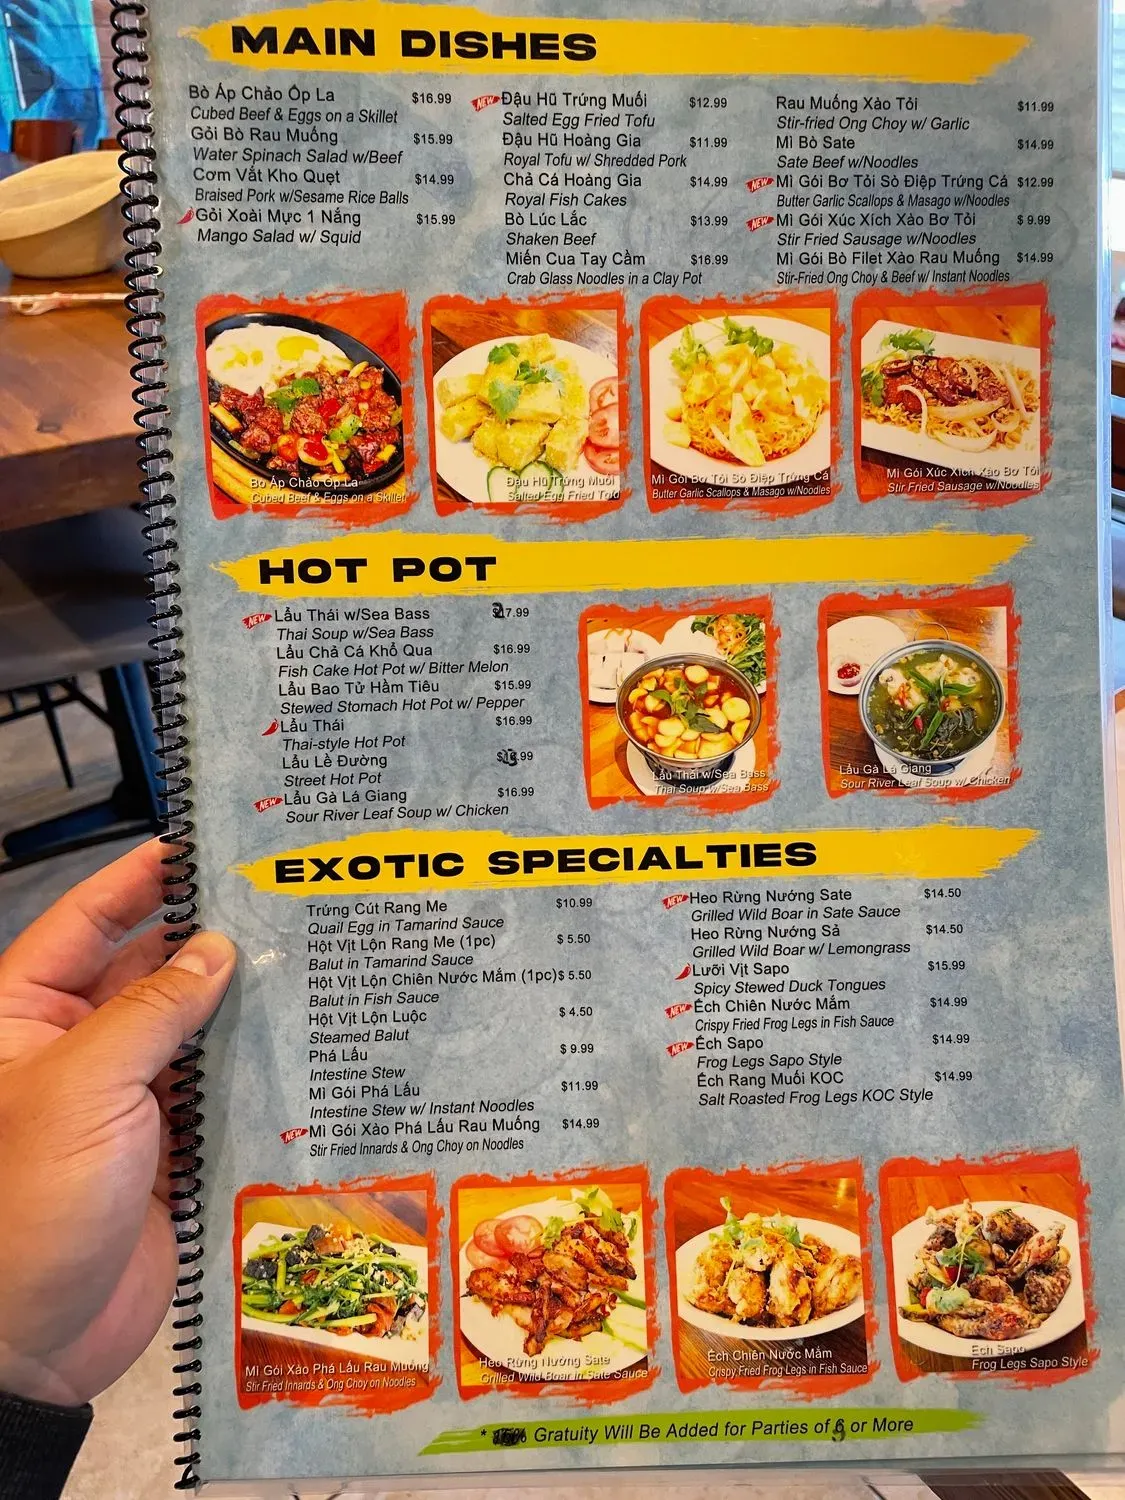 MAIN DISHES
Bò Áp Chảo Ốp La $16.99
Cubed Beef & Eggs on a Skillet
Gỏi Bò Rau Muống $15.99
Water Spinach Salad w/Beef
Cơm Vắt Kho Quẹt $14.99
Braised Pork w/Sesame Rice Balls
Gỏi Xoài Mực 1 Nắng $15.99
Mango Salad w/ Squid
NEW Đậu Hũ Trứng Muối $12.99
Salted Egg Fried Tofu
Đậu Hũ Hoàng Gia $11.99
Royal Tofu w/ Shredded Pork
Chả Cá Hoàng Gia $14.99
Royal Fish Cakes
Bò Lúc Lắc $13.99
Shaken Beef
Miến Cua Tay Cầm $16.99
Crab Glass Noodles in a Clay Pot
Rau Muống Xào Tỏi $11.99
Stir-fried Ong Choy w/ Garlic
Mì Bò Sate $14.99
Sate Beef w/Noodles
NEW Mì Gói Bơ Tỏi Sò Điệp Trứng Cá $12.99
Butter Garlic Scallops & Masago w/Noodles
NEW Mì Gói Xúc Xích Xào Bơ Tỏi $ 9.99
Stir Fried Sausage w/Noodles
Mì Gói Bò Filet Xào Rau Muống $14.99
Stir-Fried Ong Choy & Beef w/ Instant Noodles
Bò Áp Chảo Ốp La
Cubed Beef & Eggs on a Skillet
Đậu Hũ Trứng Muối
Salted Egg Fried Tofu
Mì Gói Bơ Tỏi Sò Điệp Trứng Cá
Butter Garlic Scallops & Masago w/Noodles
Mì Gói Xúc Xích Xào Bơ Tỏi
Stir Fried Sausage w/Noodles
HOT POT
NEW Lẩu Thái w/Sea Bass 7.99
Thai Soup w/Sea Bass
Lẩu Chả Cá Khổ Qua $16.99
Fish Cake Hot Pot w/ Bitter Melon
Lẩu Bao Tử Hầm Tiêu $15.99
Stewed Stomach Hot Pot w/ Pepper
Lẩu Thái $16.99
Thai-style Hot Pot
Lẩu Lề Đường .99
Street Hot Pot
NEW Lẩu Gà Lá Giang $16.99
Sour River Leaf Soup w/ Chicken
Lẩu Thái w/Sea Bass
Thai Soup w/Sea Bass
Lẩu Gà Lá Giang
Sour River Leaf Soup w/ Chicken
EXOTIC SPECIALTIES
Trứng Cút Rang Me $10.99
Quail Egg in Tamarind Sauce
Hột Vịt Lộn Rang Me (1pc) $ 5.50
Balut in Tamarind Sauce
Hột Vịt Lộn Chiên Nước Mắm (1pc) $ 5.50
Balut in Fish Sauce
Hột Vịt Lộn Luộc $ 4.50
Steamed Balut
Phá Lấu $ 9.99
Intestine Stew
Mì Gói Phá Lấu $11.99
Intestine Stew w/ Instant Noodles
NEW Mì Gói Xào Phá Lấu Rau Muống $14.99
Stir Fried Innards & Ong Choy on Noodles
NEW Heo Rừng Nướng Sate $14.50
Grilled Wild Boar in Sate Sauce
Heo Rừng Nướng Sả $14.50
Grilled Wild Boar w/ Lemongrass
Lưỡi Vịt Sapo $15.99
Spicy Stewed Duck Tongues
NEW Ếch Chiên Nước Mắm $14.99
Crispy Fried Frog Legs in Fish Sauce
NEW Ếch Sapo $14.99
Frog Legs Sapo Style
Ếch Rang Muối KOC $14.99
Salt Roasted Frog Legs KOC Style
Mì Gói Xào Phá Lấu Rau Muống
Stir Fried Innards & Ong Choy on Noodles
Heo Rừng Nướng Sate
Grilled Wild Boar in Sate Sauce
Ếch Chiên Nước Mắm
Crispy Fried Frog Legs in Fish Sauce
Ếch Sapo
Frog Legs Sapo Style
* Gratuity Will Be Added for Parties of or More